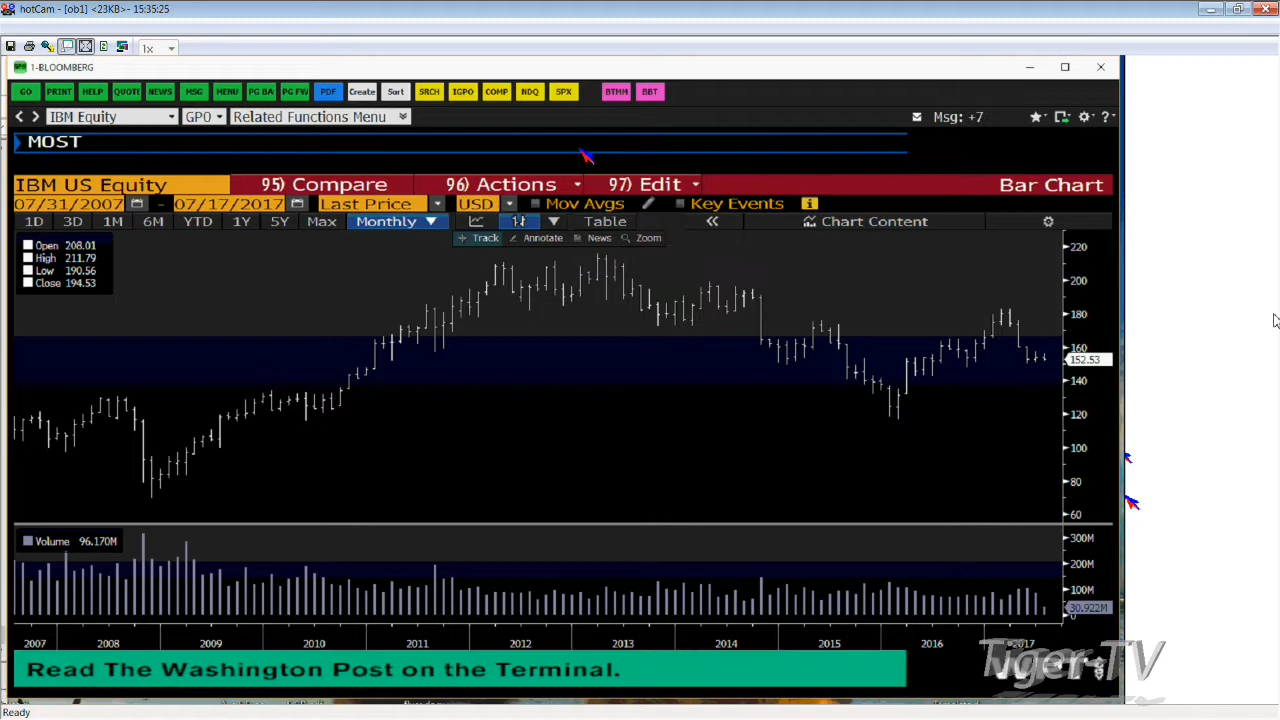 hotCam - [ob1] <23KB>- 15:35:25
1x
1-BLOOMBERG
GO PRINT HELP QUOTE NEWS MSG MENU PG BA PG FW PDF Create Sort SRCH IGPO COMP NDQ SPX BTMM BBT
IBM Equity GPO Related Functions Menu Msg: +7
MOST
IBM US Equity 95) Compare 96) Actions 97) Edit Bar Chart
07/31/2007 - 07/17/2017 Last Price USD Mov Avgs Key Events
1D 3D 1M 6M YTD 1Y 5Y Max Monthly Table Chart Content
Track Annotate News Zoom
Open 208.01
High 211.79
Low 190.56
Close 194.53
220
200
180
160
152.53
140
120
100
80
60
Volume 96.170M
300M
200M
100M
30.922M
0
2007 2008 2009 2010 2011 2012 2013 2014 2015 2016 2017
Read The Washington Post on the Terminal.
Tiger-TV
Ready